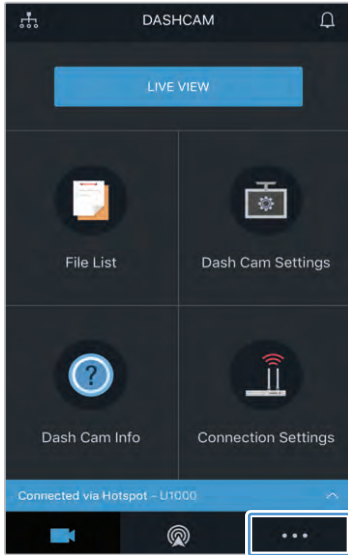 DASHCAM
LIVE VIEW
File List
Dash Cam Settings
?
Dash Cam Info
Connection Settings
Connected via Hotspot – U1000